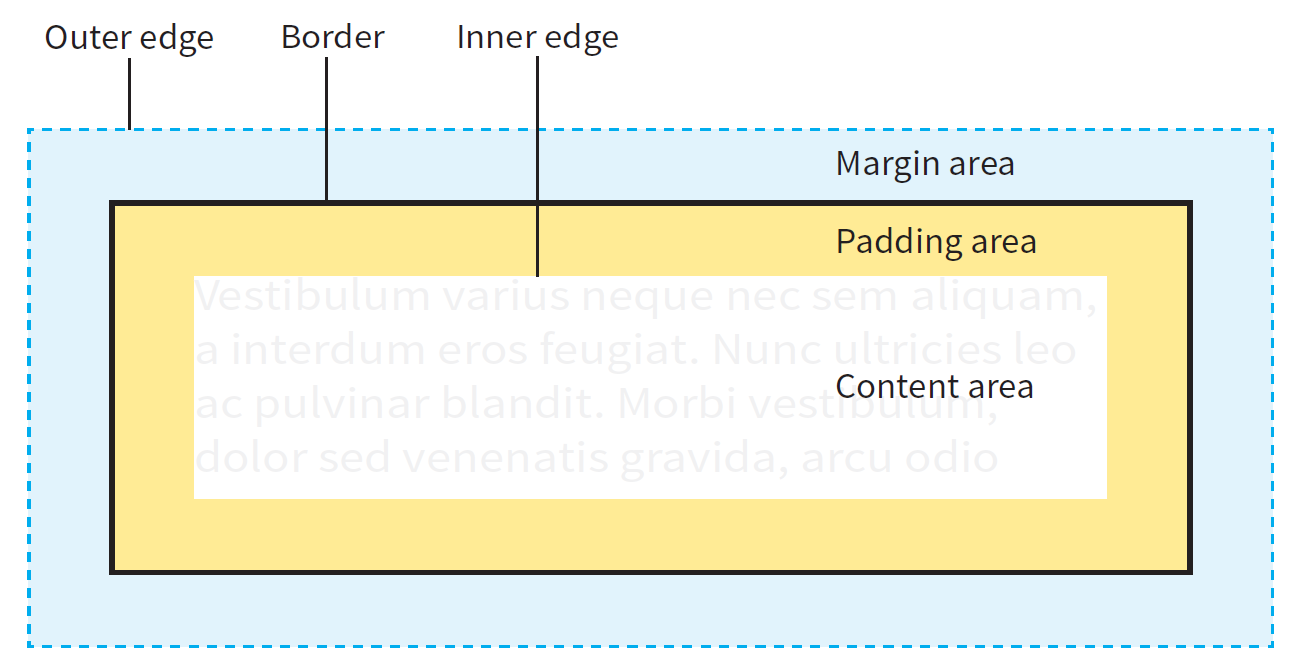 Outer edge Border Inner edge
Margin area
Padding area
Vestibulum varius neque nec sem aliquam,
a interdum eros feugiat. Nunc ultricies leo
Content area
ac pulvinar blandit. Morbi vestibulum,
dolor sed venenatis gravida, arcu odio